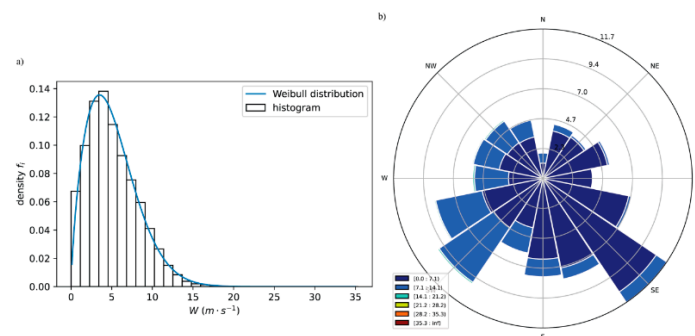 a)
Weibull distribution
histogram
0.14
0.12
0.10
0.08
0.06
0.04
0.02
0.00
density fᵢ
0 5 10 15 20 25 30 35
W (m · s⁻¹)
b)
N
11.7
9.4
7.0
4.7
NW
NE
W
SE
[0.0 : 7.1)
[7.1 : 14.1)
[14.1 : 21.2)
[21.2 : 28.2)
[28.2 : 35.3)
[35.3 : inf)